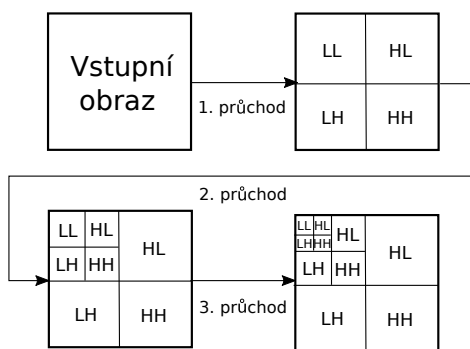 Vstupní
obraz
1. průchod
LL HL
LH HH
2. průchod
LL HL
LH HH
HL
LH HH
3. průchod
LL HL
LH HH
HL
LH HH
HL
LH HH